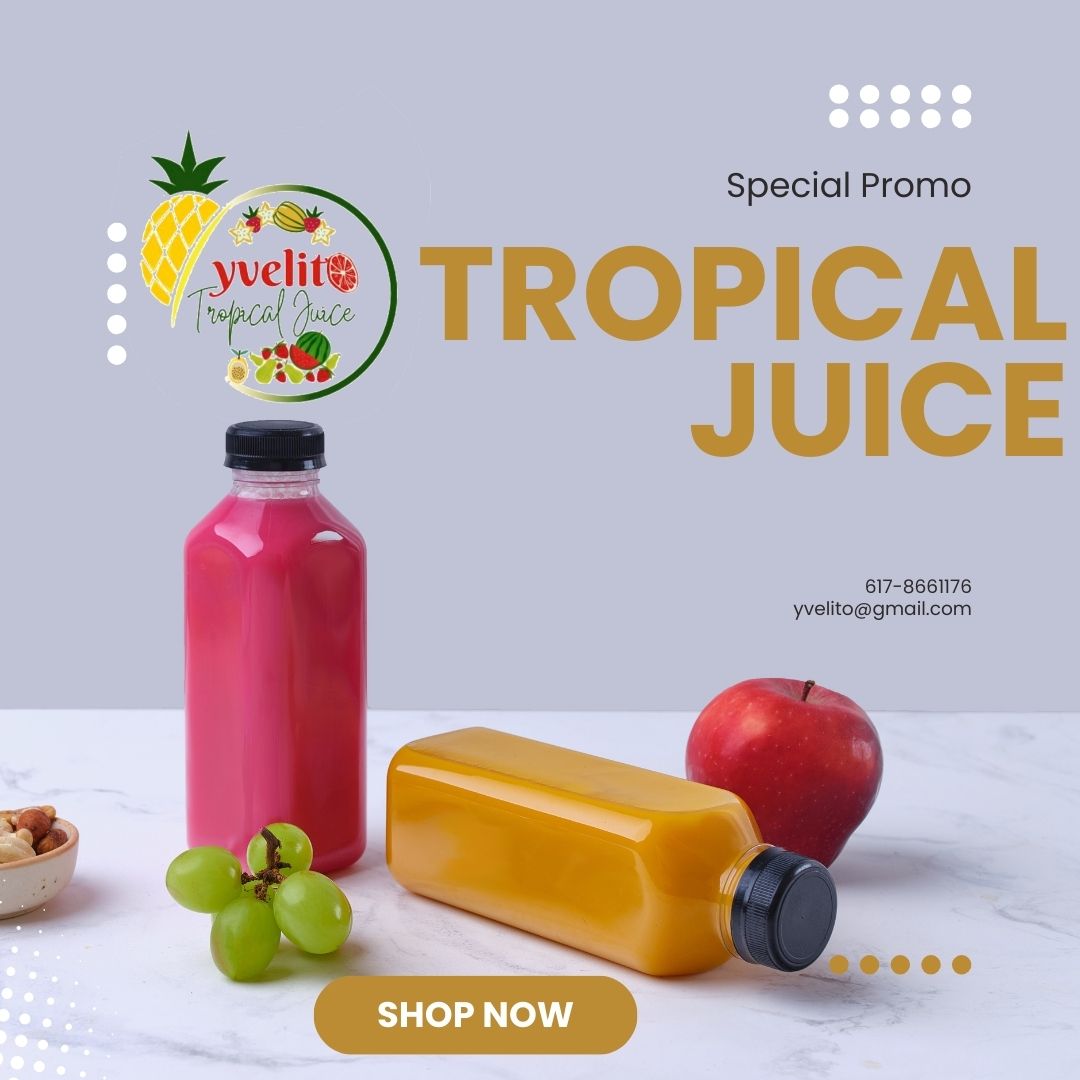 Special Promo
yvelito
Tropical Juice
TROPICAL
JUICE
617-8661176
yvelito@gmail.com
SHOP NOW